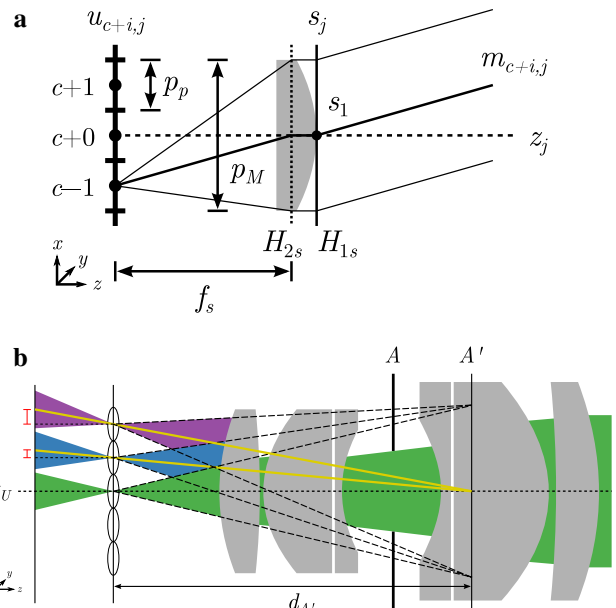 a
u_{c+i,j}
s_j
m_{c+i,j}
c+1
p_p
s_1
c+0
z_j
c−1
p_M
H_{2s}
H_{1s}
x
y
z
f_s
b
A
A′
U
y
z
d_{A′}